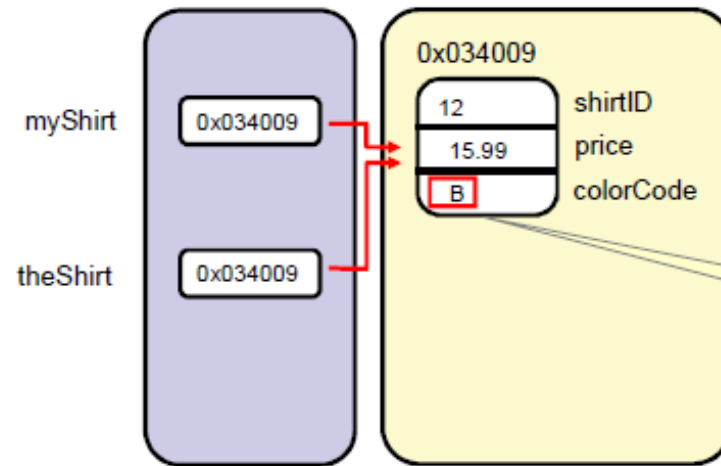 0x034009
myShirt
0x034009
12
shirtID
15.99
price
B
colorCode
theShirt
0x034009